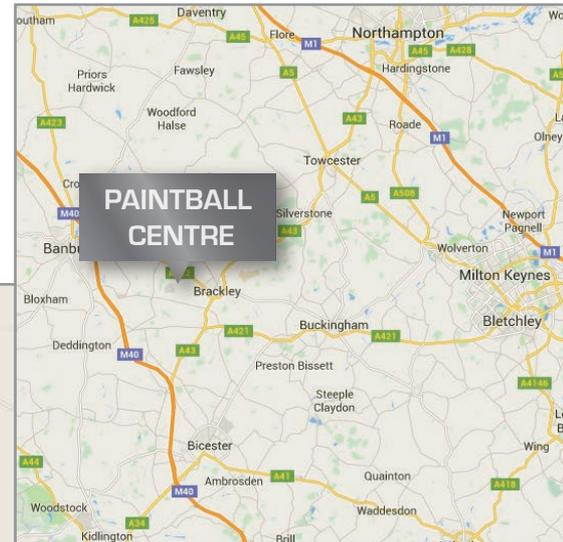 outham
A425
Daventry
A45
Flore
M1
Northampton
A45
A428
Hardingstone
A5
Priors
Hardwick
Fawsley
A5
Woodford
Halse
A43
A423
Roade
M1
Olney
Towcester
Cro
PAINTBALL
CENTRE
A5
A508
M40
Silverstone
Newport
Pagnell
A43
Banbu
Wolverton
M1
Milton Keynes
Bloxham
Brackley
Bletchley
A421
Buckingham
A421
Deddington
M40
A43
Preston Bissett
A4146
Steeple
Claydon
Bicester
Wing
A44
Ambrosden
A41
Quainton
A418
M40
Woodstock
Waddesdon
A34
Kidlington
Brill